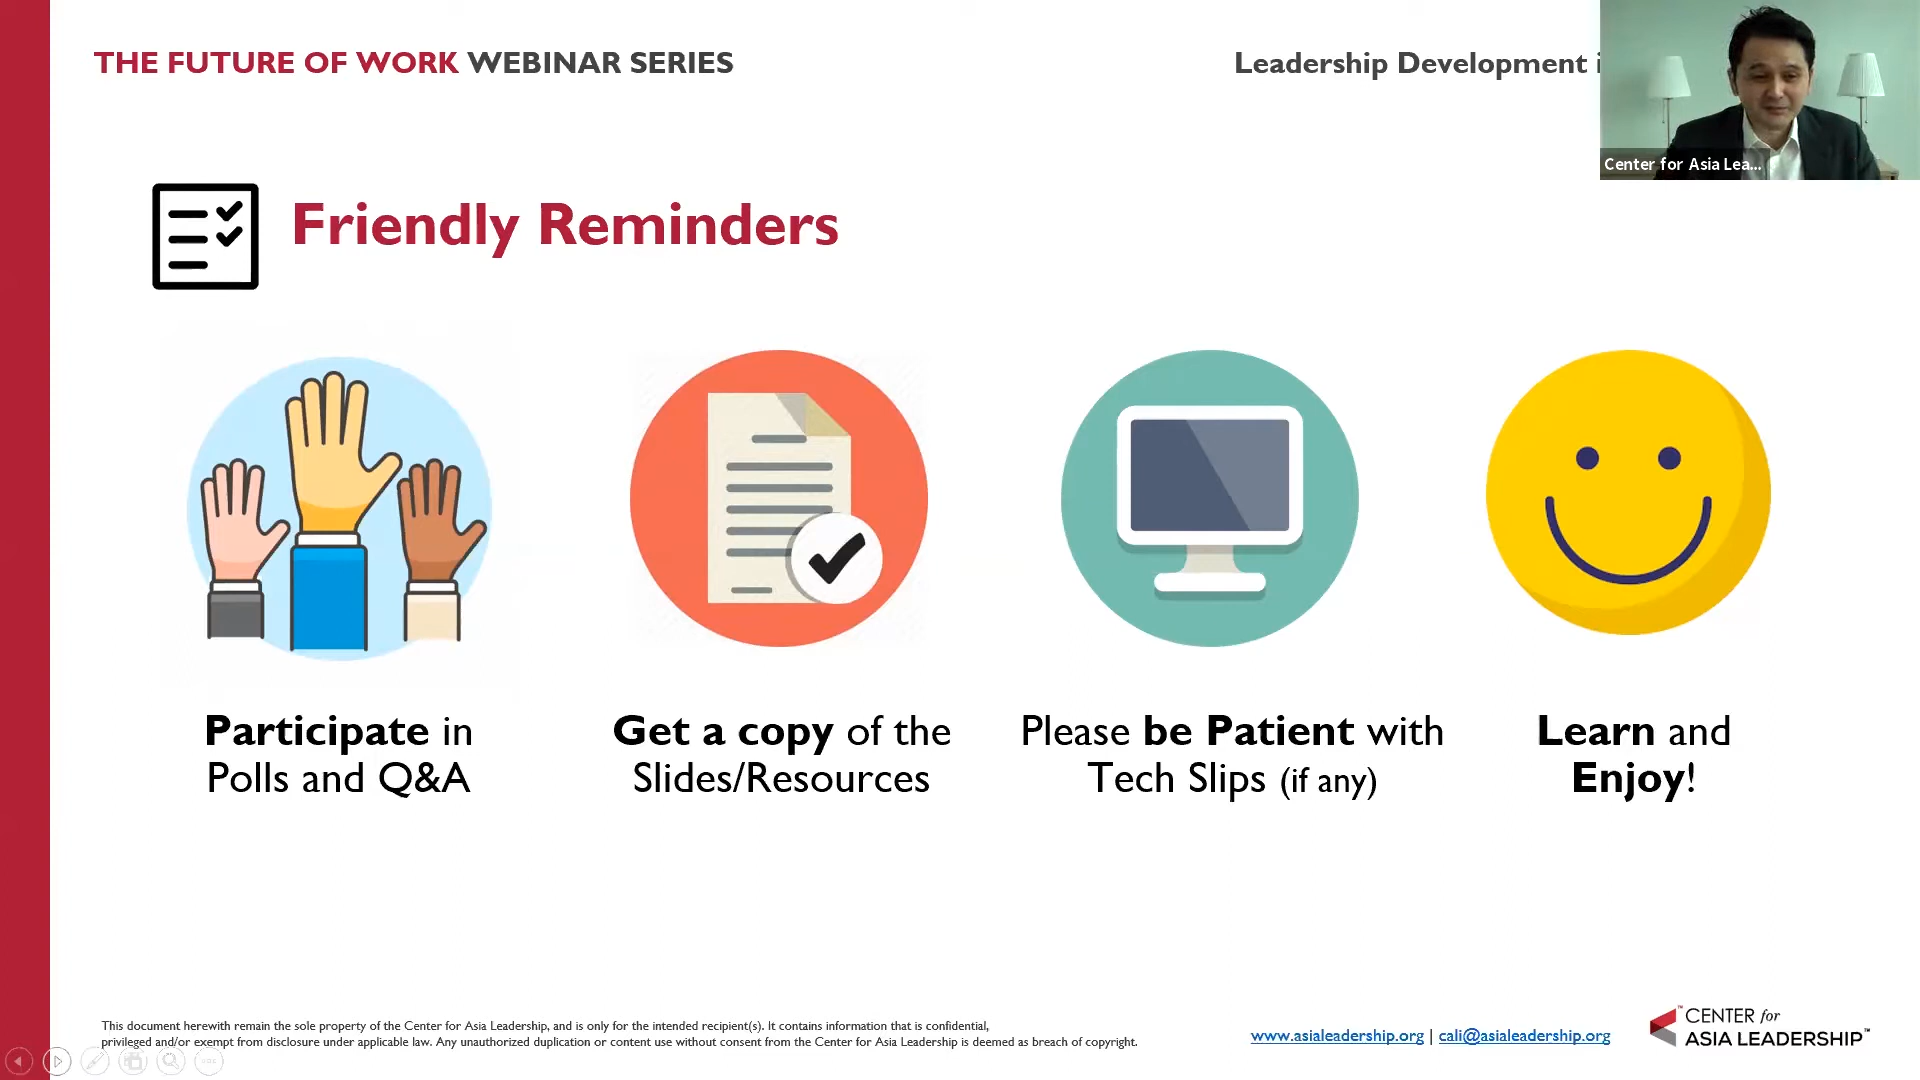 THE FUTURE OF WORK WEBINAR SERIES
Leadership Development i
Center for Asia Lea...
Friendly Reminders
Participate in
Polls and Q&A
Get a copy of the
Slides/Resources
Please be Patient with
Tech Slips (if any)
Learn and
Enjoy!
This document herewith remain the sole property of the Center for Asia Leadership, and is only for the intended recipient(s). It contains information that is confidential,
privileged and/or exempt from disclosure under applicable law. Any unauthorized duplication or content use without consent from the Center for Asia Leadership is deemed as breach of copyright.
www.asialeadership.org | cali@asialeadership.org
™CENTER for
ASIA LEADERSHIP™